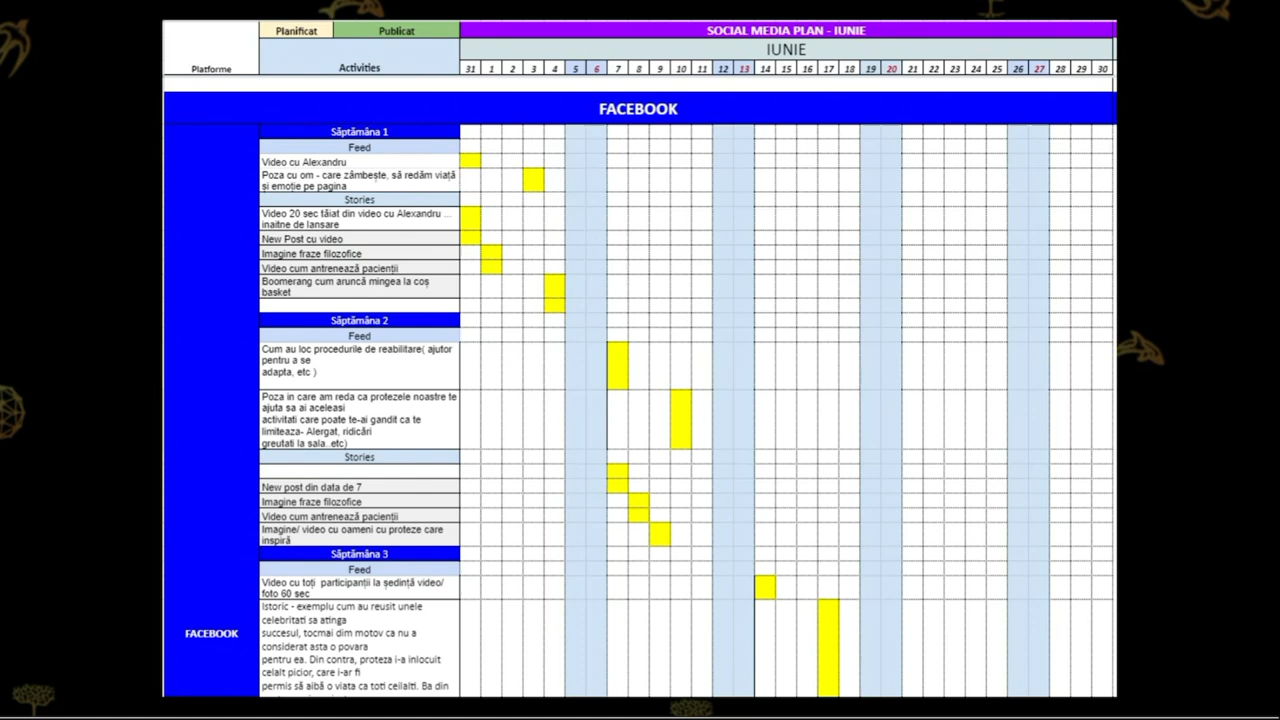 Planificat Publicat SOCIAL MEDIA PLAN - IUNIE
IUNIE
Platforme Activities 31 1 2 3 4 5 6 7 8 9 10 11 12 13 14 15 16 17 18 19 20 21 22 23 24 25 26 27 28 29 30
FACEBOOK
Săptămâna 1
Feed
Video cu Alexandru
Poza cu om - care zâmbește, să redăm viață
și emoție pe pagina
Stories
Video 20 sec tăiat din video cu Alexandru ...
inaitne de lansare
New Post cu video
Imagine fraze filozofice
Video cum antrenează pacienții
Boomerang cum aruncă mingea la coș
basket
Săptămâna 2
Feed
Cum au loc procedurile de reabilitare( ajutor
pentru a se
adapta, etc )
Poza in care am reda ca protezele noastre te
ajuta sa ai aceleasi
activitati care poate te-ai gandit ca te
limiteaza- Alergat, ridicări
greutati la sala..etc)
Stories
New post din data de 7
Imagine fraze filozofice
Video cum antrenează pacienții
Imagine/ video cu oameni cu proteze care
inspiră
Săptămâna 3
Feed
Video cu toți participanții la ședință video/
foto 60 sec
Istoric - exemplu cum au reusit unele
celebritati sa atinga
succesul, tocmai dim motov ca nu a
considerat asta o povara
pentru ea. Din contra, proteza i-a inlocuit
celalt picior, care i-ar fi
permis să aibă o viata ca toti ceilalti. Ba din
FACEBOOK